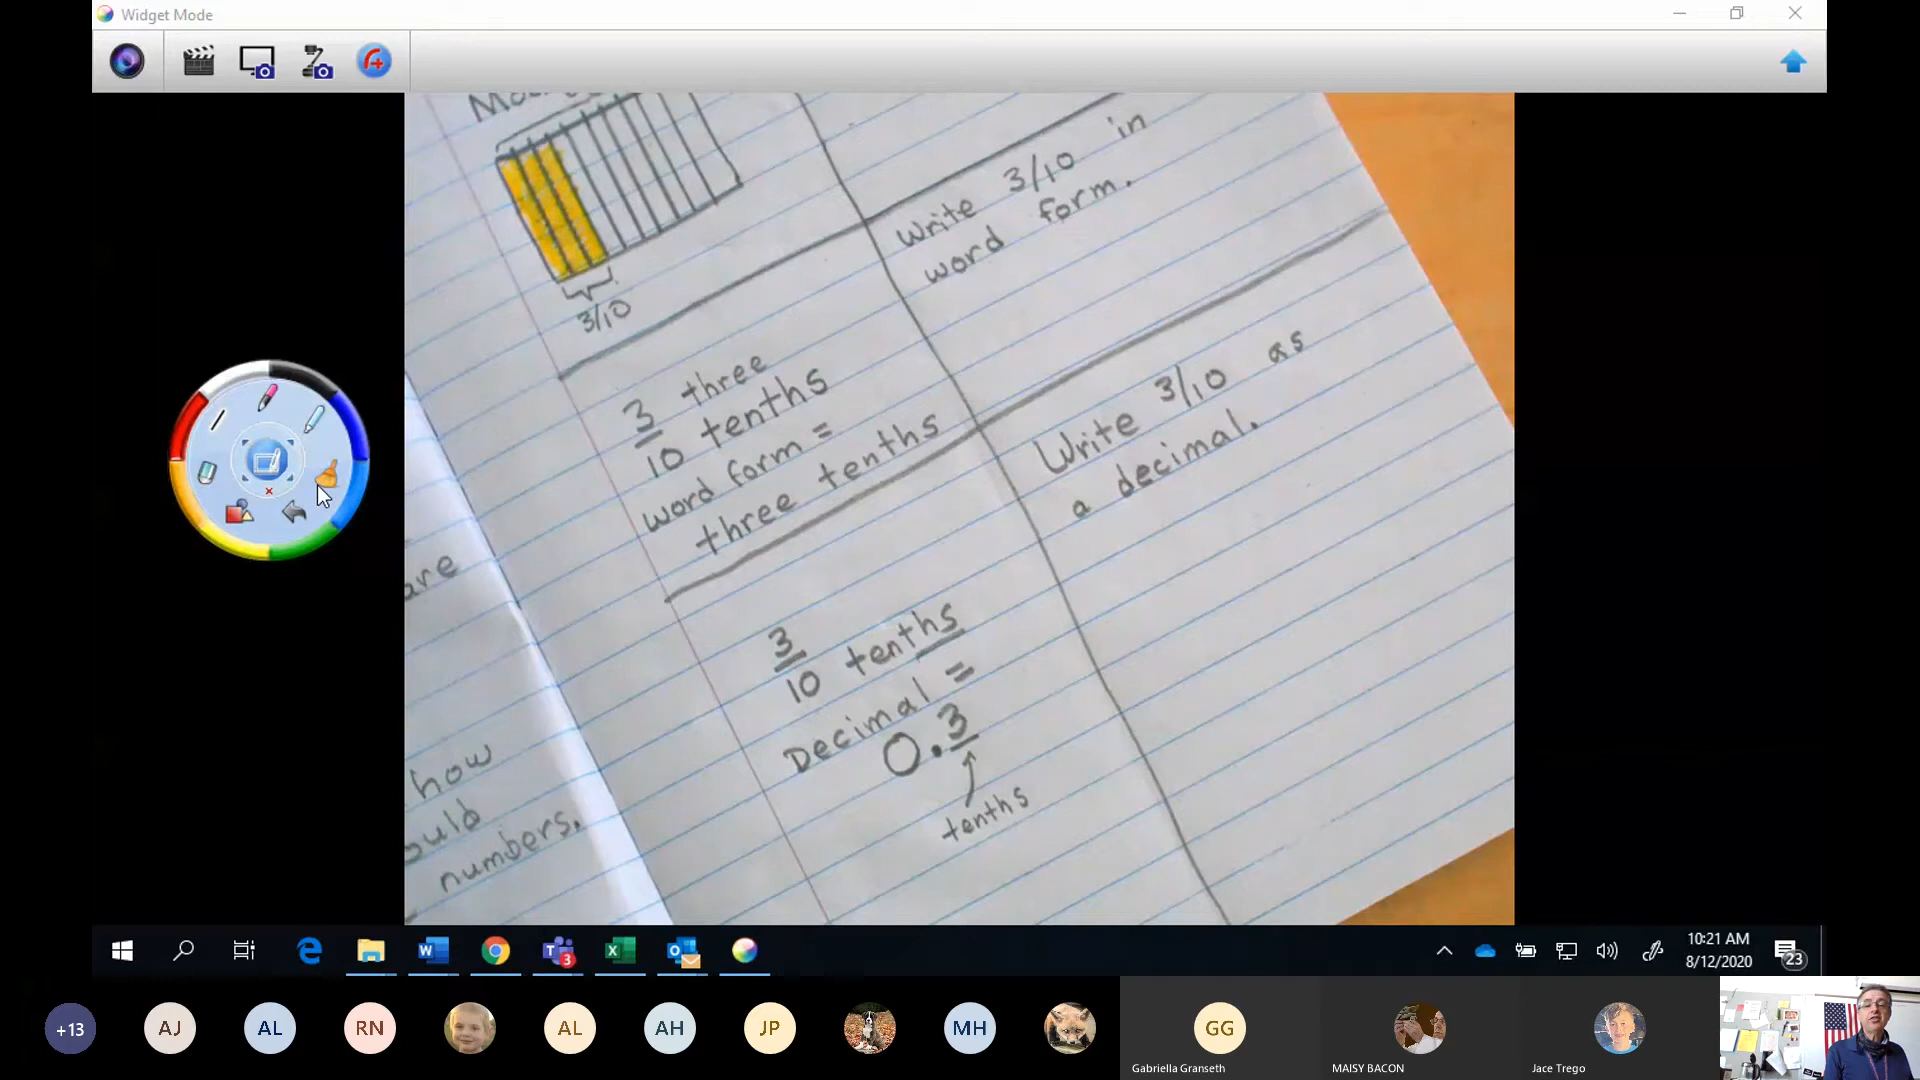 Widget Mode
3/10
Write 3/10 in
word form.
3 three
10 tenths
word form =
three tenths
Write 3/10 as
a decimal.
3
10 tenths
Decimal =
0.3
tenths
are
how
numbers.
W
T
3
X
O
10:21 AM
8/12/2020
23
+13
AJ
AL
RN
AL
AH
JP
MH
GG
Gabriella Granseth
MAISY BACON
Jace Trego